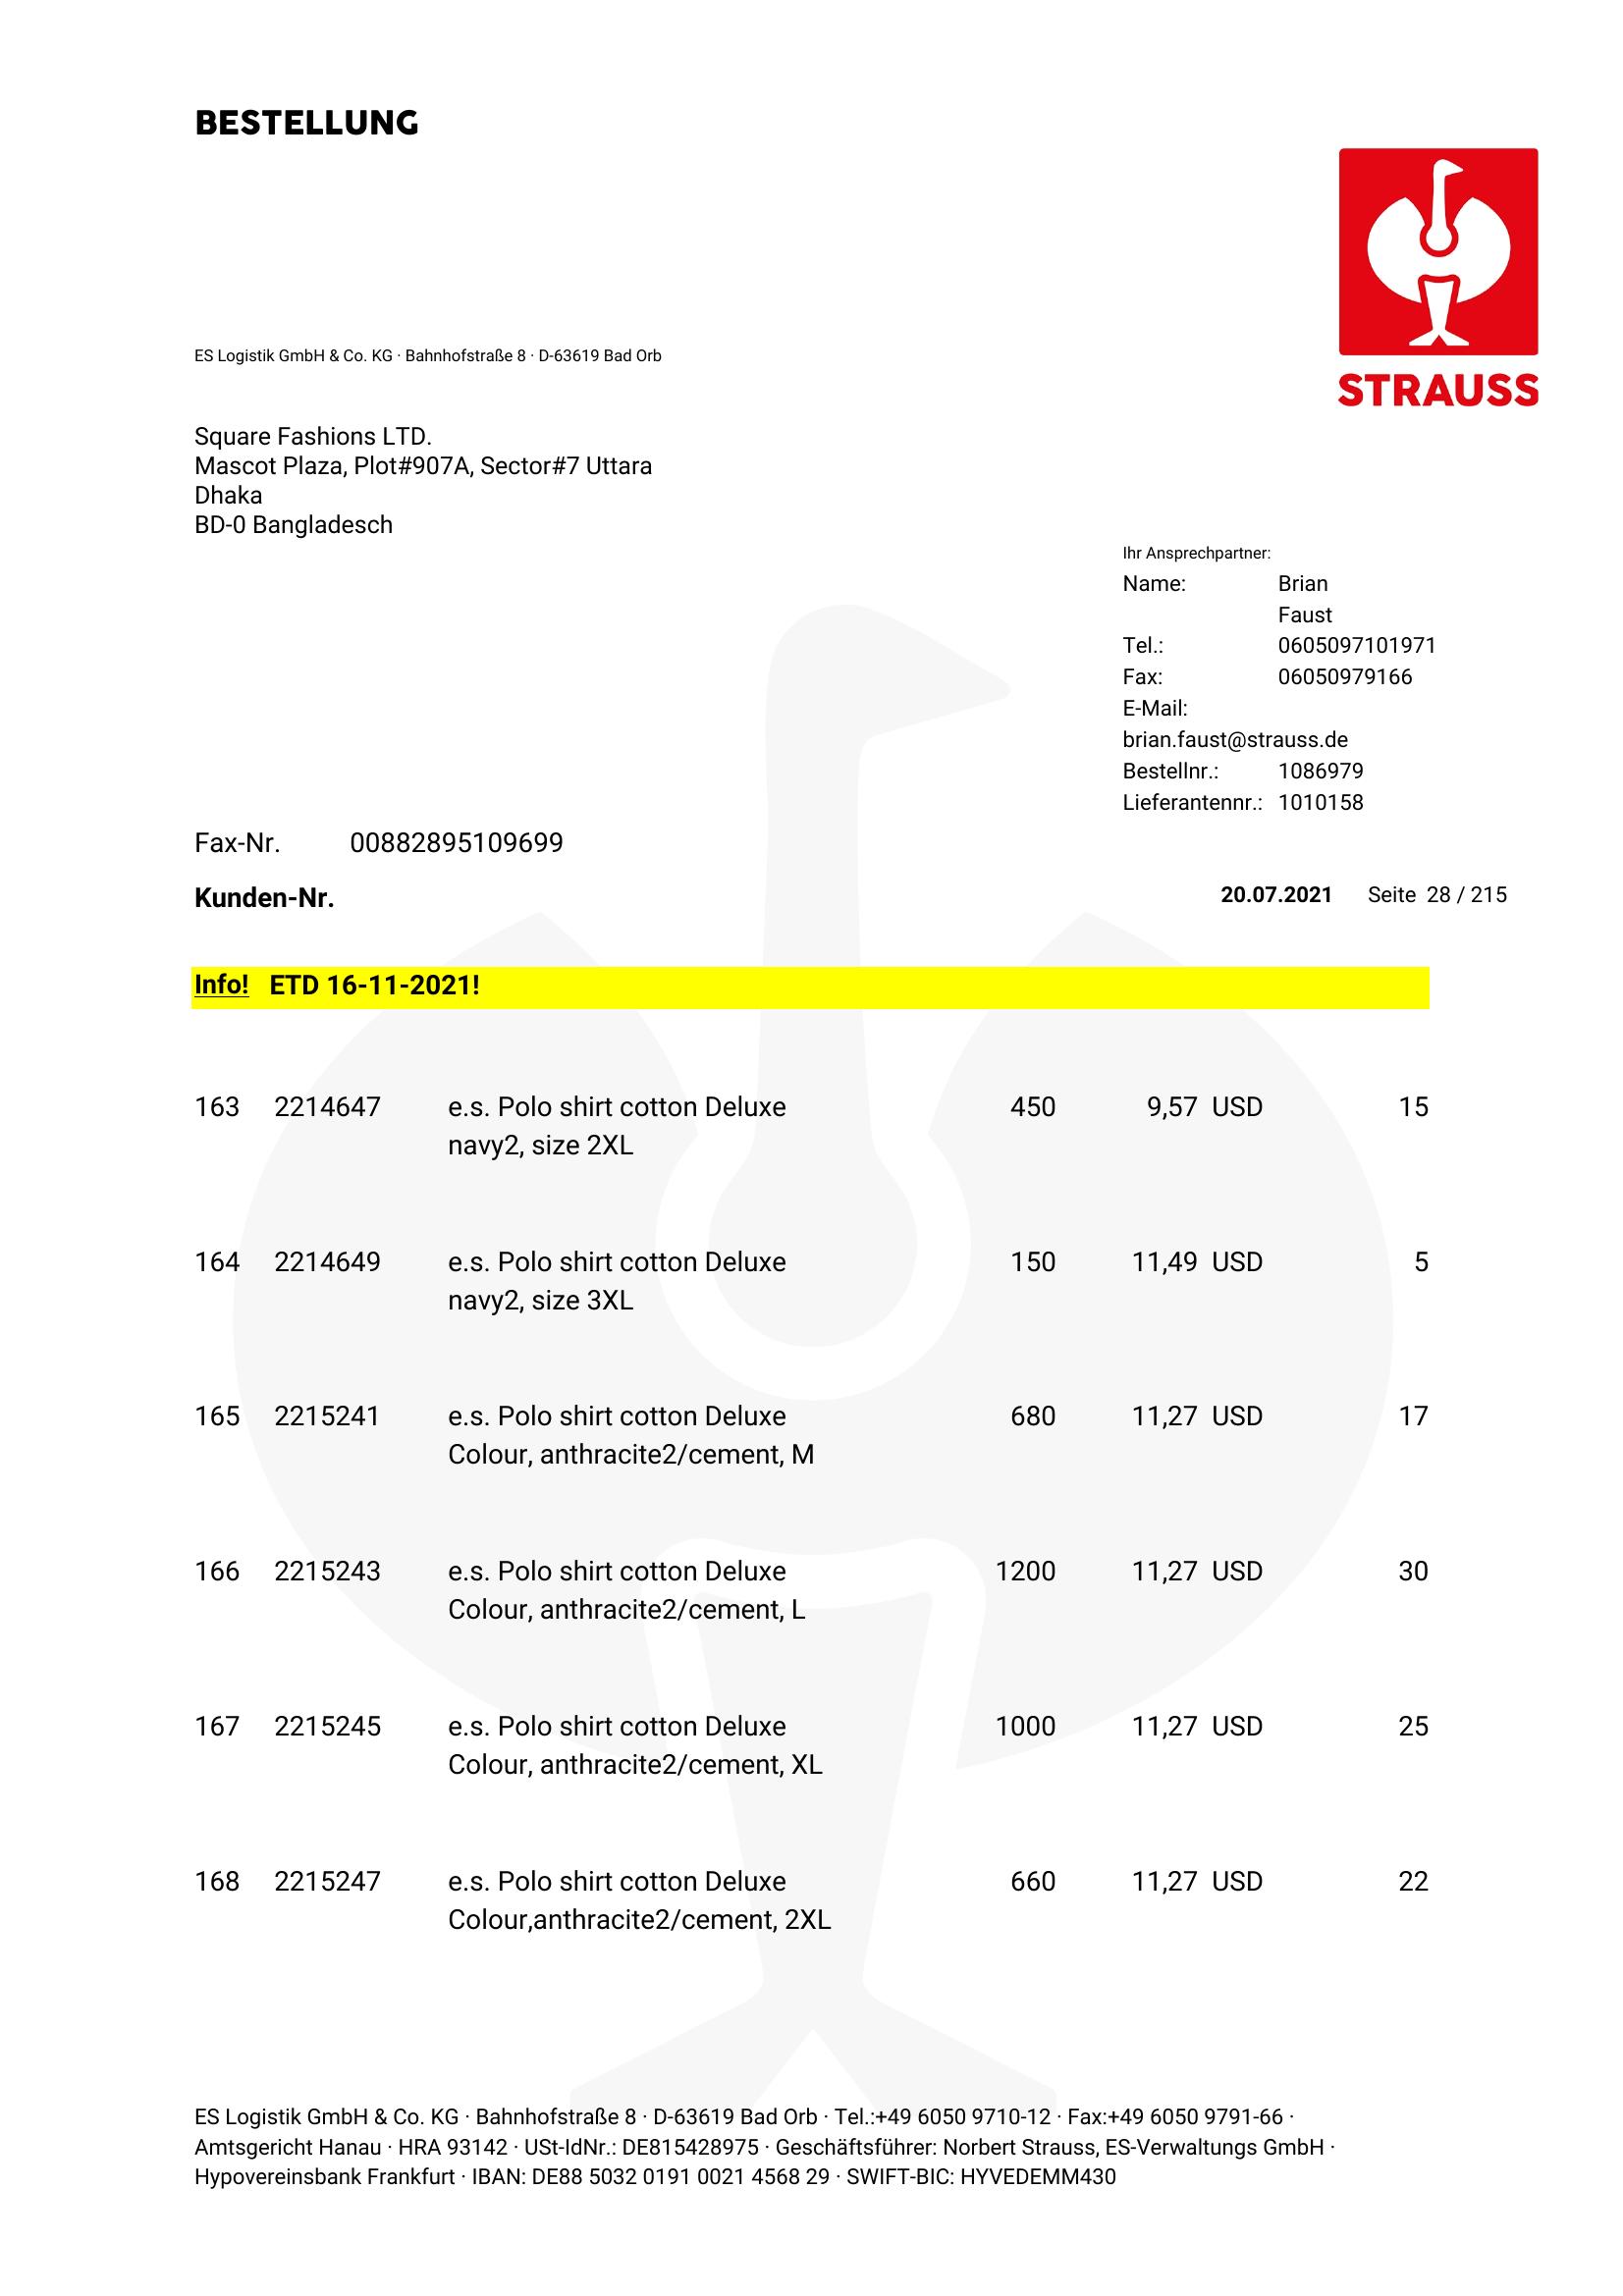 BESTELLUNG
STRAUSS
ES Logistik GmbH & Co. KG · Bahnhofstraße 8 · D-63619 Bad Orb
Square Fashions LTD.
Mascot Plaza, Plot#907A, Sector#7 Uttara
Dhaka
BD-0 Bangladesch
Ihr Ansprechpartner:
Name: Brian
Faust
Tel.: 0605097101971
Fax: 06050979166
E-Mail:
brian.faust@strauss.de
Bestellnr.: 1086979
Lieferantennr.: 1010158
Fax-Nr. 00882895109699
Kunden-Nr. 20.07.2021 Seite 28 / 215
Info! ETD 16-11-2021!
163 2214647 e.s. Polo shirt cotton Deluxe 450 9,57 USD 15
navy2, size 2XL
164 2214649 e.s. Polo shirt cotton Deluxe 150 11,49 USD 5
navy2, size 3XL
165 2215241 e.s. Polo shirt cotton Deluxe 680 11,27 USD 17
Colour, anthracite2/cement, M
166 2215243 e.s. Polo shirt cotton Deluxe 1200 11,27 USD 30
Colour, anthracite2/cement, L
167 2215245 e.s. Polo shirt cotton Deluxe 1000 11,27 USD 25
Colour, anthracite2/cement, XL
168 2215247 e.s. Polo shirt cotton Deluxe 660 11,27 USD 22
Colour,anthracite2/cement, 2XL
ES Logistik GmbH & Co. KG · Bahnhofstraße 8 · D-63619 Bad Orb · Tel.:+49 6050 9710-12 · Fax:+49 6050 9791-66 ·
Amtsgericht Hanau · HRA 93142 · USt-IdNr.: DE815428975 · Geschäftsführer: Norbert Strauss, ES-Verwaltungs GmbH ·
Hypovereinsbank Frankfurt · IBAN: DE88 5032 0191 0021 4568 29 · SWIFT-BIC: HYVEDEMM430